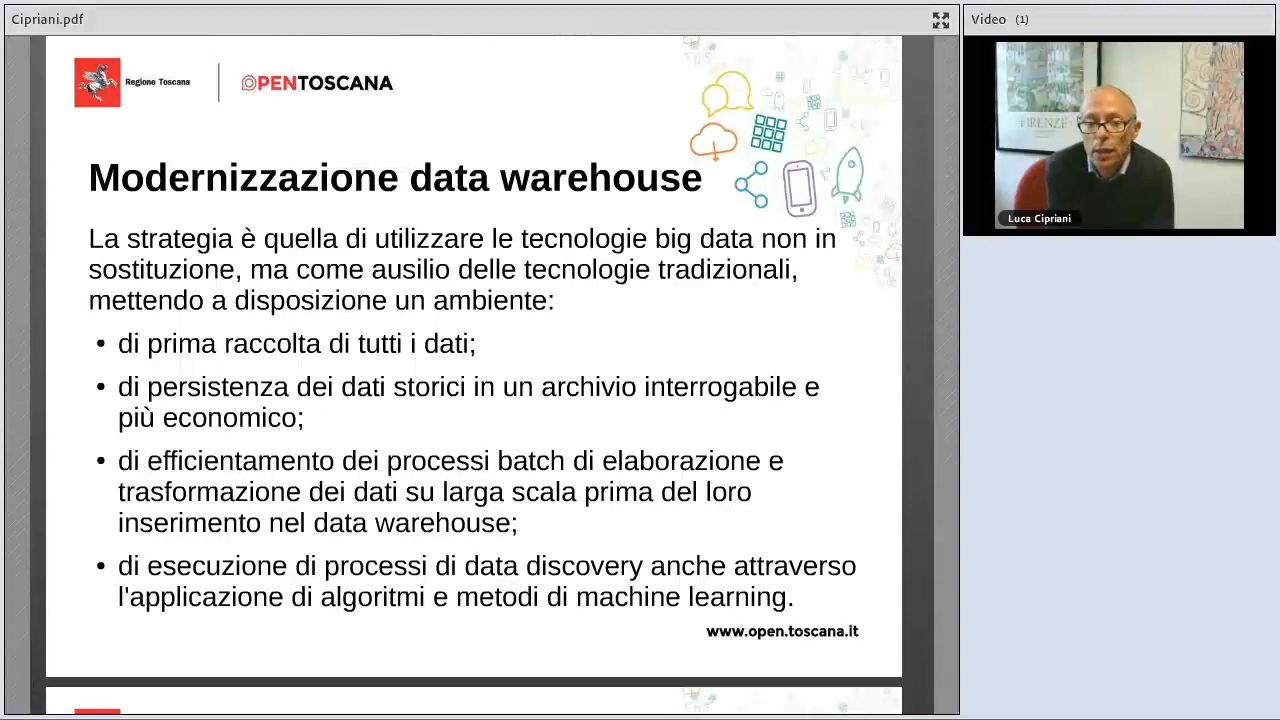 Cipriani.pdf
Video (1)
Regione Toscana
OPENTOSCANA
FIRENZE
Luca Cipriani
Modernizzazione data warehouse
La strategia è quella di utilizzare le tecnologie big data non in
sostituzione, ma come ausilio delle tecnologie tradizionali,
mettendo a disposizione un ambiente:
• di prima raccolta di tutti i dati;
• di persistenza dei dati storici in un archivio interrogabile e
più economico;
• di efficientamento dei processi batch di elaborazione e
trasformazione dei dati su larga scala prima del loro
inserimento nel data warehouse;
• di esecuzione di processi di data discovery anche attraverso
l'applicazione di algoritmi e metodi di machine learning.
www.open.toscana.it